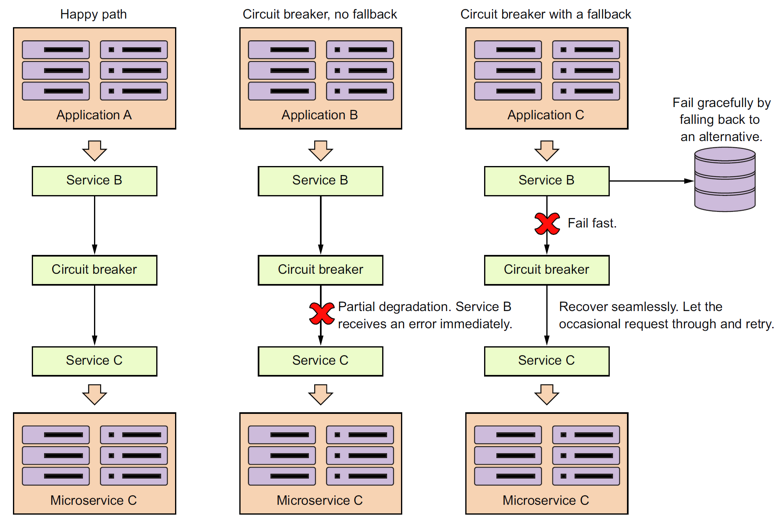 Happy path
Circuit breaker, no fallback
Circuit breaker with a fallback
Application A
Application B
Application C
Fail gracefully by
falling back to
an alternative.
Service B
Service B
Service B
Fail fast.
Circuit breaker
Circuit breaker
Circuit breaker
Partial degradation. Service B
receives an error immediately.
Recover seamlessly. Let the
occasional request through and retry.
Service C
Service C
Service C
Microservice C
Microservice C
Microservice C